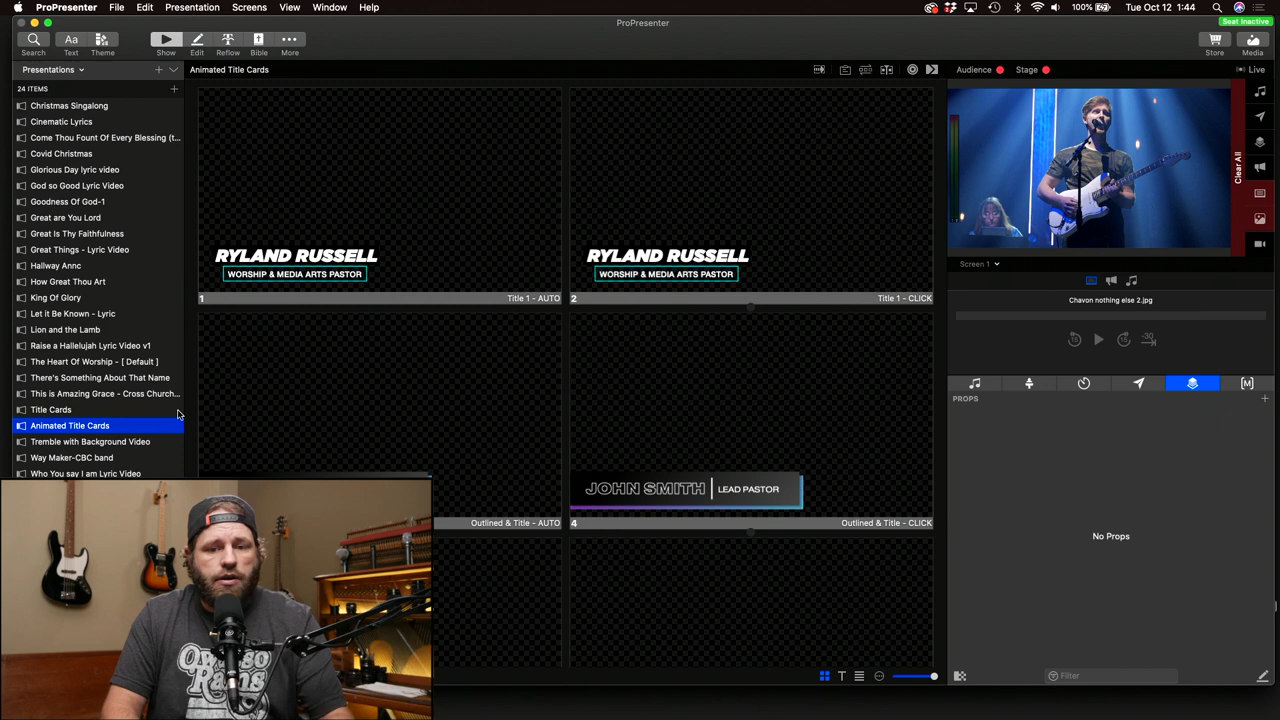 ProPresenter File Edit Presentation Screens View Window Help
100% Tue Oct 12 1:44
ProPresenter
Seat Inactive
Search Text Theme Show Edit Reflow Bible More Store Media
Aa
Presentations
Animated Title Cards
Audience Stage Live
24 ITEMS
Christmas Singalong
Cinematic Lyrics
Come Thou Fount Of Every Blessing (t...
Covid Christmas
Glorious Day lyric video
God so Good Lyric Video
Goodness Of God-1
Great are You Lord
Great Is Thy Faithfulness
Great Things - Lyric Video
Hallway Annc
How Great Thou Art
King Of Glory
Let it Be Known - Lyric
Lion and the Lamb
Raise a Hallelujah Lyric Video v1
The Heart Of Worship - [ Default ]
There's Something About That Name
This is Amazing Grace - Cross Church...
Title Cards
Animated Title Cards
Tremble with Background Video
Way Maker-CBC band
Who You say I am Lyric Video
RYLAND RUSSELL
WORSHIP & MEDIA ARTS PASTOR
1 Title 1 - AUTO
RYLAND RUSSELL
WORSHIP & MEDIA ARTS PASTOR
2 Title 1 - CLICK
Outlined & Title - AUTO
JOHN SMITH LEAD PASTOR
4 Outlined & Title - CLICK
Clear All
Screen 1
Chavon nothing else 2.jpg
15 15 -30
[M]
PROPS
No Props
Filter